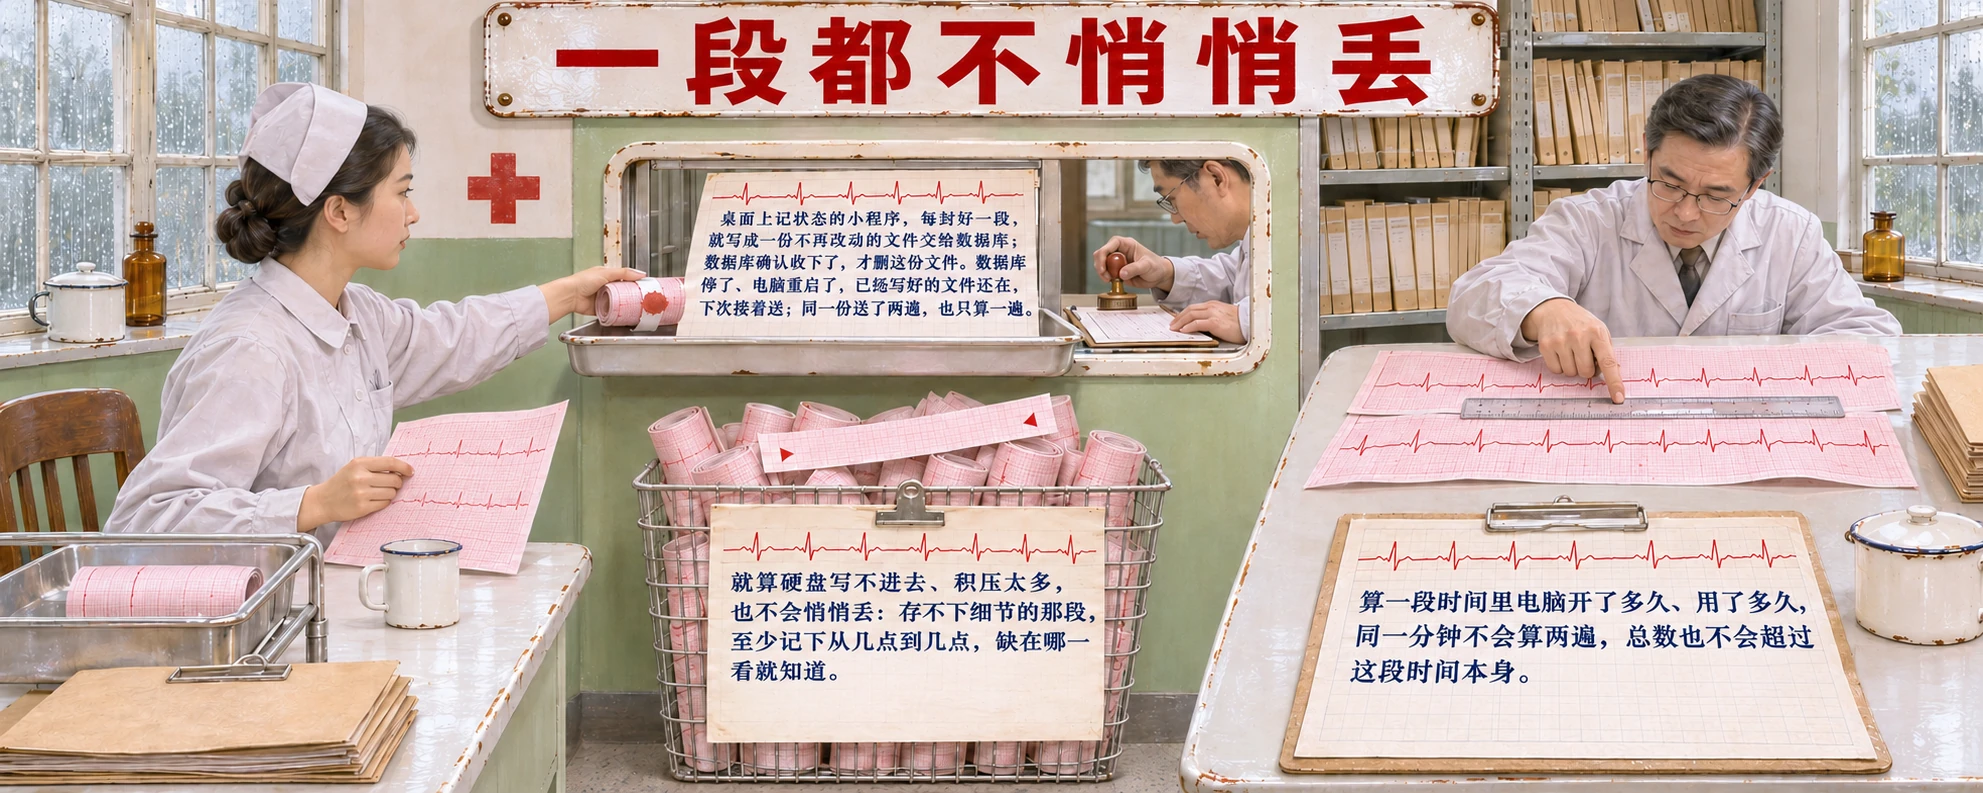 一段都不悄悄丢
桌面上记状态的小程序，每封好一段，
就写成一份不再改动的文件交给数据库；
数据库确认收下了，才删这份文件。数据库
停了、电脑重启了，已写好的文件还在，
下次接着送；同一份送了两遍，也只算一遍。
就算硬盘写不进去、积压太多，
也不会悄悄丢：存不下细节的那段，
至少记下从几点到几点，缺在哪一
看就知道。
算一段时间里电脑开了多久、用了多久，
同一分钟不会算两遍，总数也不会超过
这段时间本身。